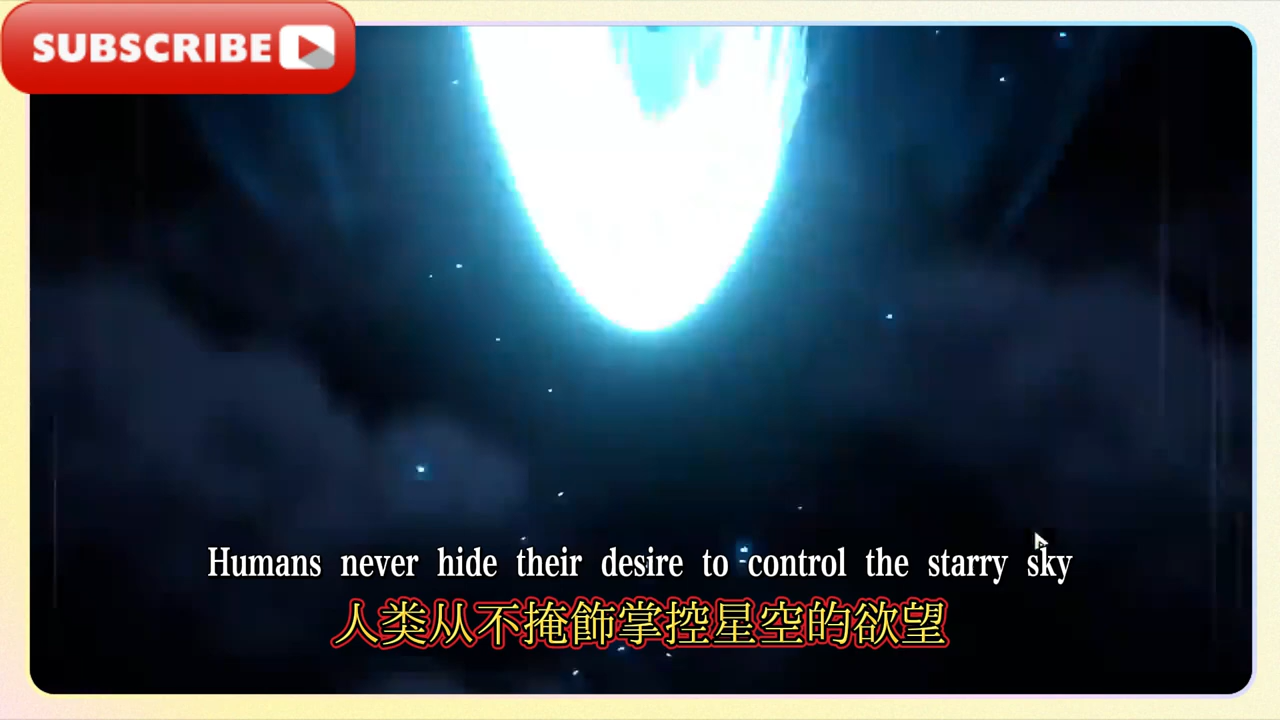 SUBSCRIBE
Humans never hide their desire to control the starry sky
人类从不掩飾掌控星空的欲望